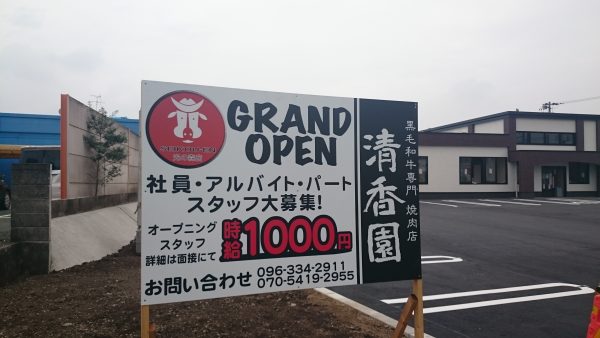 SEIKOUEN
GRAND
OPEN
社員・アルバイト・パート
スタッフ大募集!
オープニング
スタッフ
詳細は面接にて
時給1000円
お問い合わせ
096-334-2911
070-5419-2955
黒毛和牛専門 焼肉店
清香園